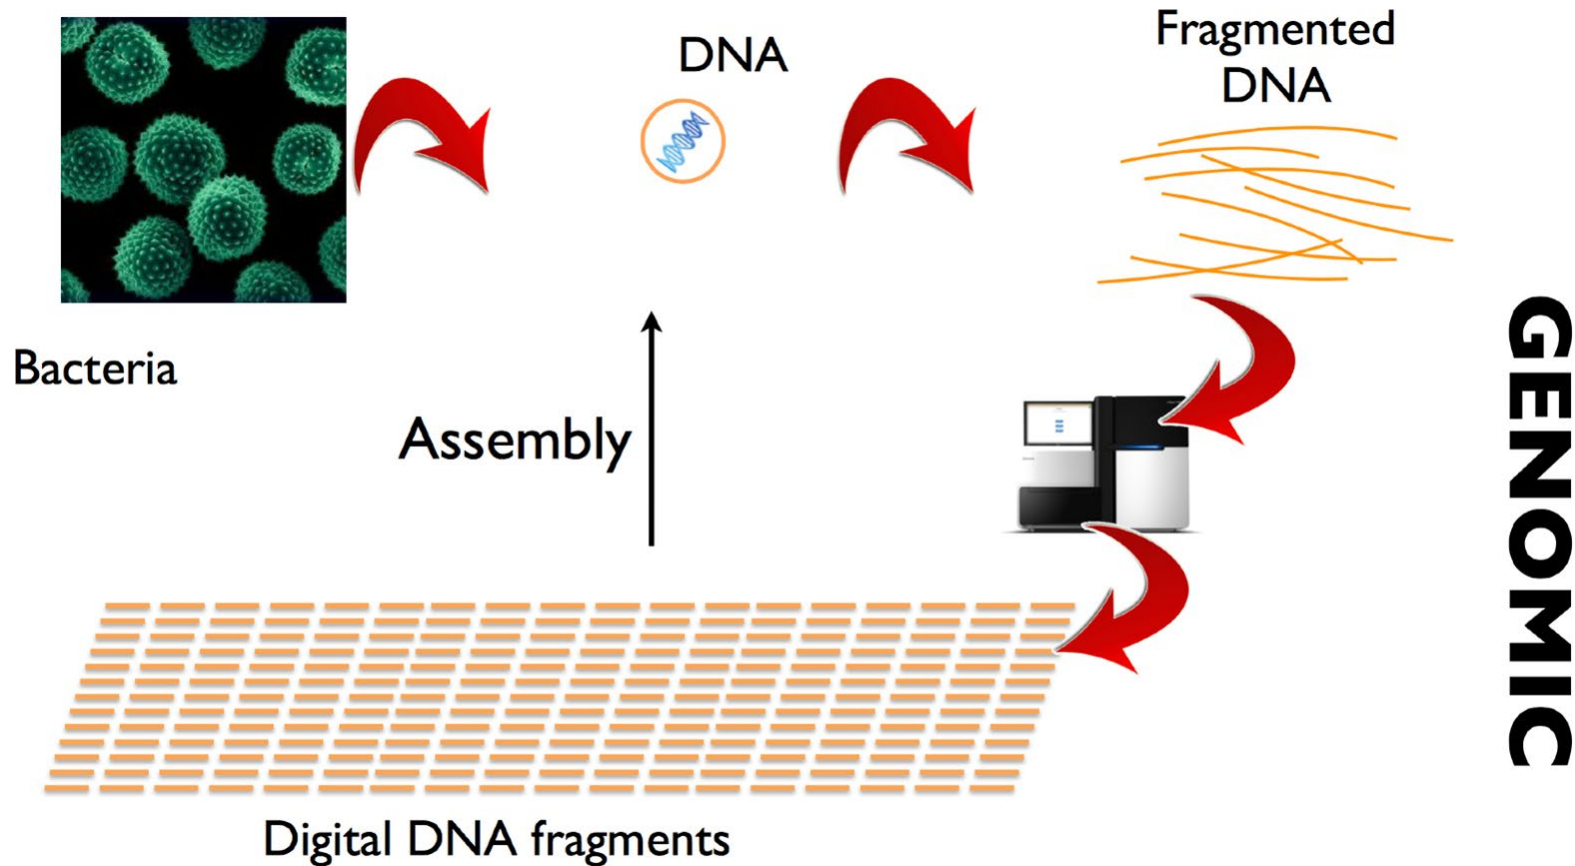 DNA
Fragmented
DNA
Bacteria
Assembly
GENOMIC
Digital DNA fragments